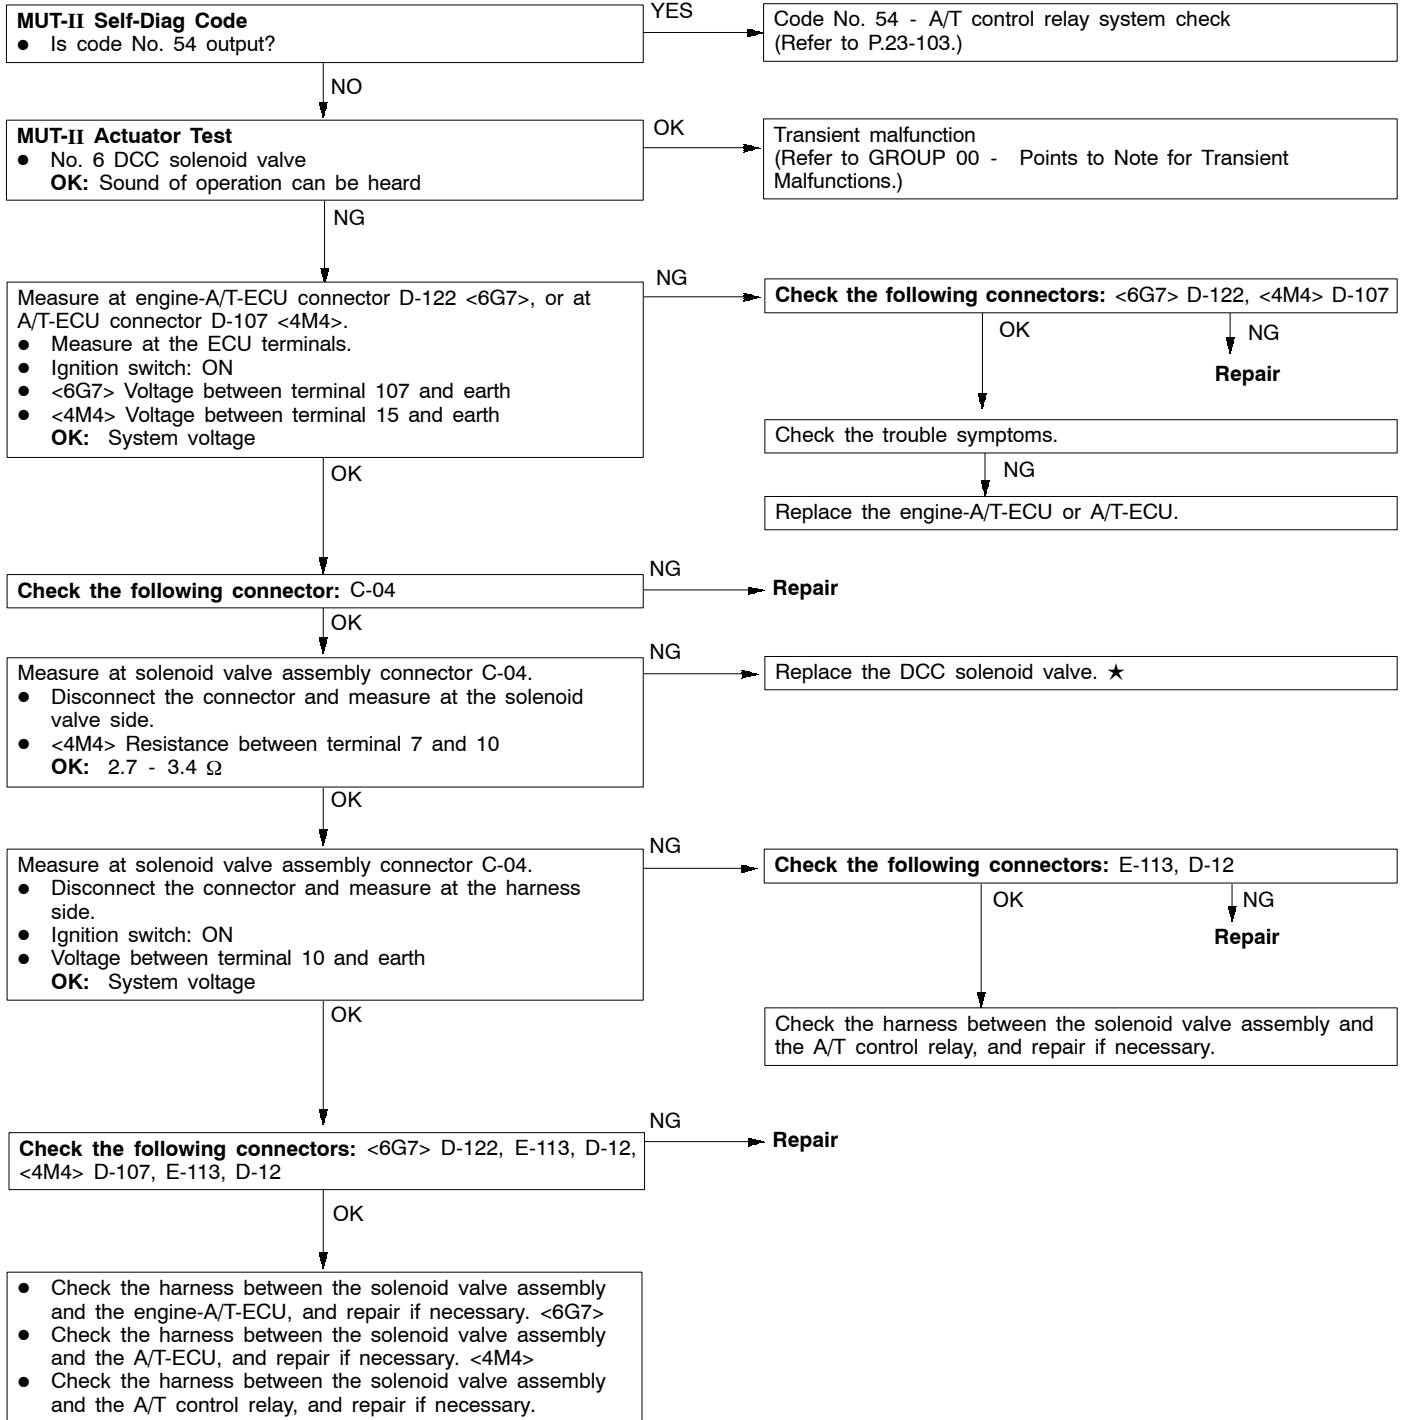 MUT-II Self-Diag Code
● Is code No. 54 output?
YES
Code No. 54 - A/T control relay system check
(Refer to P.23-103.)
NO
MUT-II Actuator Test
● No. 6 DCC solenoid valve
OK: Sound of operation can be heard
OK
Transient malfunction
(Refer to GROUP 00 - Points to Note for Transient
Malfunctions.)
NG
Measure at engine-A/T-ECU connector D-122 <6G7>, or at
A/T-ECU connector D-107 <4M4>.
● Measure at the ECU terminals.
● Ignition switch: ON
● <6G7> Voltage between terminal 107 and earth
● <4M4> Voltage between terminal 15 and earth
OK: System voltage
NG
Check the following connectors: <6G7> D-122, <4M4> D-107
OK
NG
Repair
Check the trouble symptoms.
NG
Replace the engine-A/T-ECU or A/T-ECU.
OK
Check the following connector: C-04
NG
Repair
OK
Measure at solenoid valve assembly connector C-04.
● Disconnect the connector and measure at the solenoid
valve side.
● <4M4> Resistance between terminal 7 and 10
OK: 2.7 - 3.4 Ω
NG
Replace the DCC solenoid valve. ★
OK
Measure at solenoid valve assembly connector C-04.
● Disconnect the connector and measure at the harness
side.
● Ignition switch: ON
● Voltage between terminal 10 and earth
OK: System voltage
NG
Check the following connectors: E-113, D-12
OK
NG
Repair
Check the harness between the solenoid valve assembly and
the A/T control relay, and repair if necessary.
OK
Check the following connectors: <6G7> D-122, E-113, D-12,
<4M4> D-107, E-113, D-12
NG
Repair
OK
● Check the harness between the solenoid valve assembly
and the engine-A/T-ECU, and repair if necessary. <6G7>
● Check the harness between the solenoid valve assembly
and the A/T-ECU, and repair if necessary. <4M4>
● Check the harness between the solenoid valve assembly
and the A/T control relay, and repair if necessary.